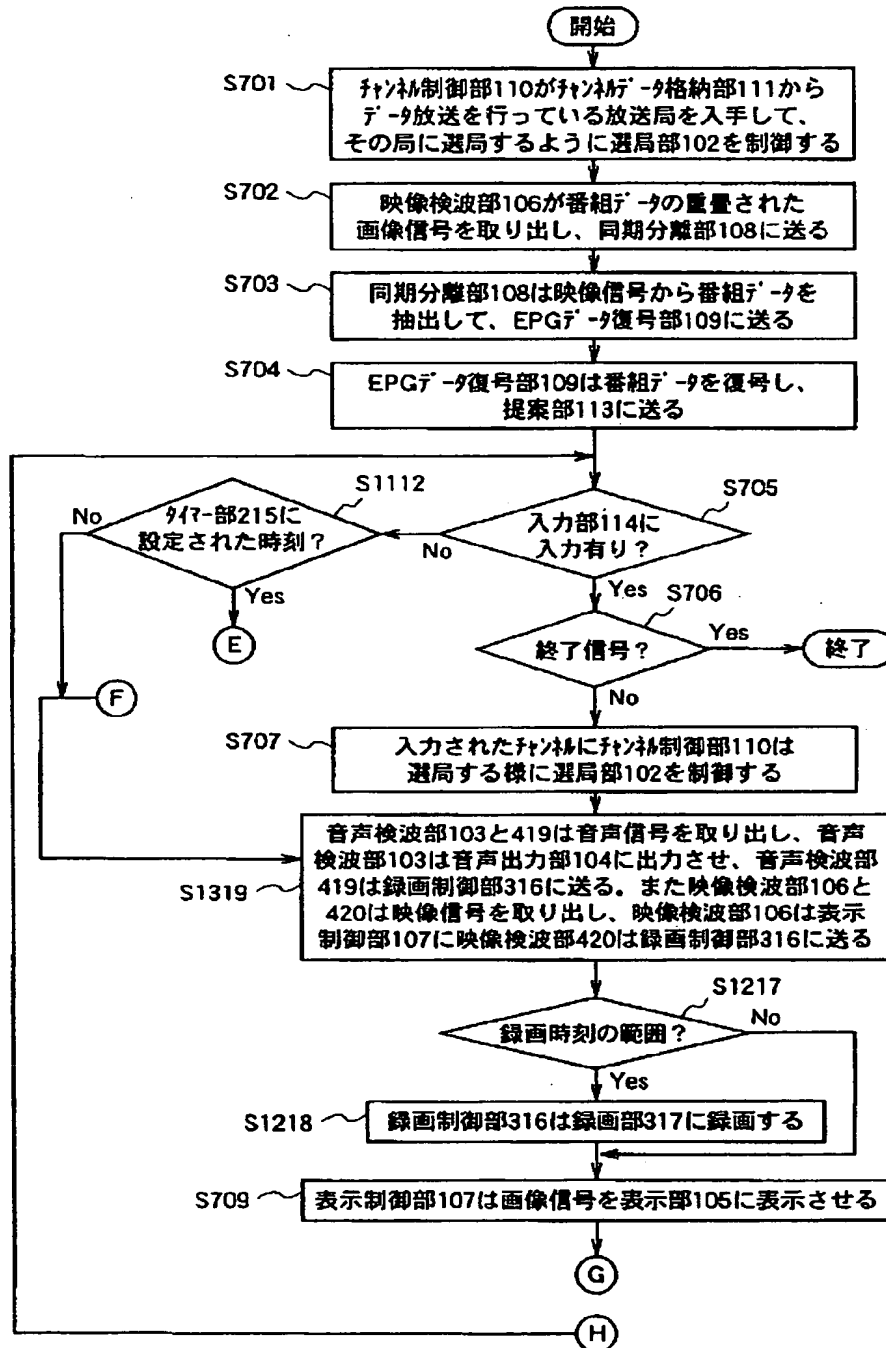 開始
S701
チャンネル制御部110がチャンネルデータ格納部111から
データ放送を行っている放送局を入手して、
その局に選局するように選局部102を制御する
S702
映像検波部106が番組データの重畳された
画像信号を取り出し、同期分離部108に送る
S703
同期分離部108は映像信号から番組データを
抽出して、EPGデータ復号部109に送る
S704
EPGデータ復号部109は番組データを復号し、
提案部113に送る
S1112
タイマー部215に
設定された時刻?
No
Yes
E
S705
入力部114に
入力有り?
No
Yes
S706
終了信号?
Yes
終了
No
F
S707
入力されたチャンネルにチャンネル制御部110は
選局する様に選局部102を制御する
S1319
音声検波部103と419は音声信号を取り出し、音声
検波部103は音声出力部104に出力させ、音声検波部
419は録画制御部316に送る。また映像検波部106と
420は映像信号を取り出し、映像検波部106は表示
制御部107に映像検波部420は録画制御部316に送る
S1217
録画時刻の範囲?
No
Yes
S1218
録画制御部316は録画部317に録画する
S709
表示制御部107は画像信号を表示部105に表示させる
G
H